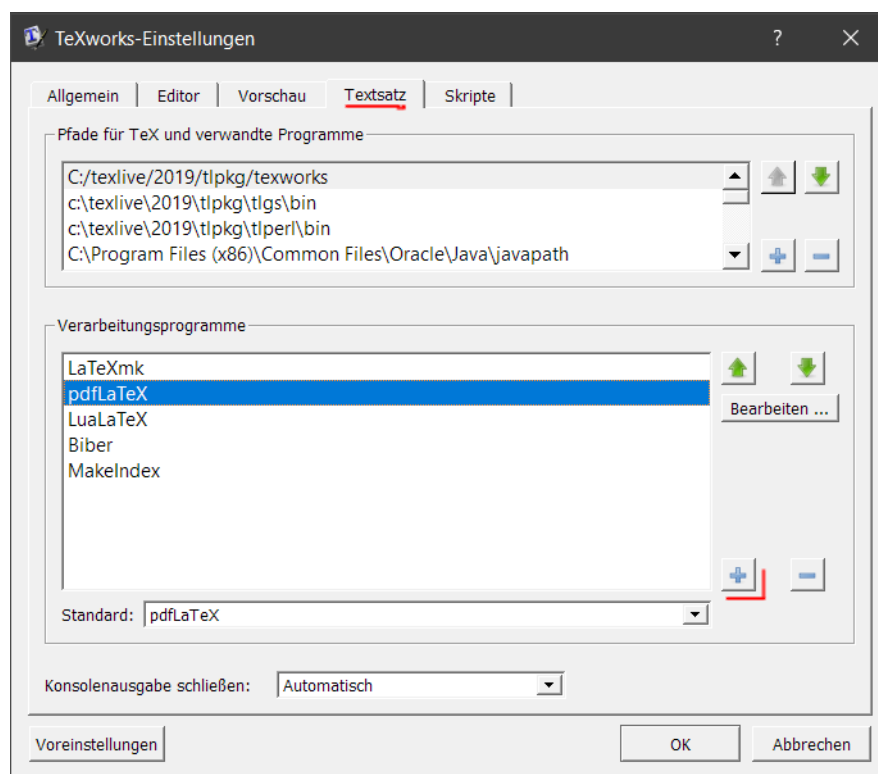 TeXworks-Einstellungen
Allgemein Editor Vorschau Textsatz Skripte
Pfade für TeX und verwandte Programme
C:/texlive/2019/tlpkg/texworks
c:\texlive\2019\tlpkg\tlgs\bin
c:\texlive\2019\tlpkg\tlperl\bin
C:\Program Files (x86)\Common Files\Oracle\Java\javapath
Verarbeitungsprogramme
LaTeXmk
pdfLaTeX
Bearbeiten ...
LuaLaTeX
Biber
MakeIndex
Standard: pdfLaTeX
Konsolenausgabe schließen: Automatisch
Voreinstellungen OK Abbrechen